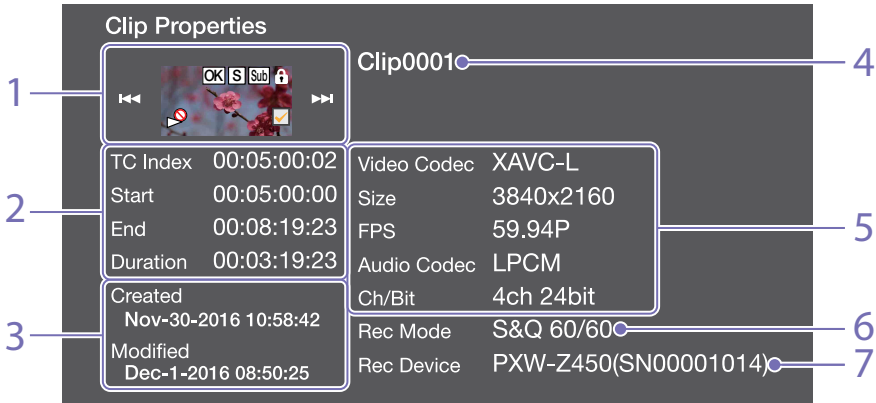 Clip Properties
1
OK S Sub
Clip0001
4
2
TC Index 00:05:00:02
Start 00:05:00:00
End 00:08:19:23
Duration 00:03:19:23
Video Codec XAVC-L
Size 3840x2160
FPS 59.94P
Audio Codec LPCM
Ch/Bit 4ch 24bit
5
3
Created
Nov-30-2016 10:58:42
Modified
Dec-1-2016 08:50:25
Rec Mode S&Q 60/60
6
Rec Device PXW-Z450(SN00001014)
7